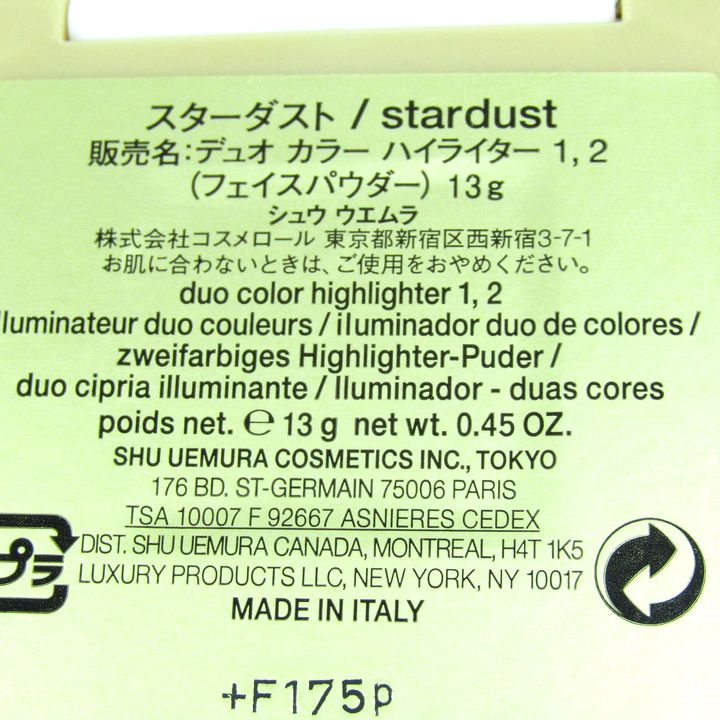 スターダスト / stardust
販売名：デュオ カラー ハイライター 1, 2
(フェイスパウダー) 13g
シュウ ウエムラ
株式会社コスメロール 東京都新宿区西新宿3-7-1
お肌に合わないときは、ご使用をおやめください。
duo color highlighter 1, 2
lluminateur duo couleurs / iluminador duo de colores /
zweifarbiges Highlighter-Puder /
duo cipria illuminante / Iluminador - duas cores
poids net. ℮ 13 g net wt. 0.45 OZ.
SHU UEMURA COSMETICS INC., TOKYO
176 BD. ST-GERMAIN 75006 PARIS
TSA 10007 F 92667 ASNIERES CEDEX
DIST. SHU UEMURA CANADA, MONTREAL, H4T 1K5
LUXURY PRODUCTS LLC, NEW YORK, NY 10017
MADE IN ITALY
プラ
+F175p